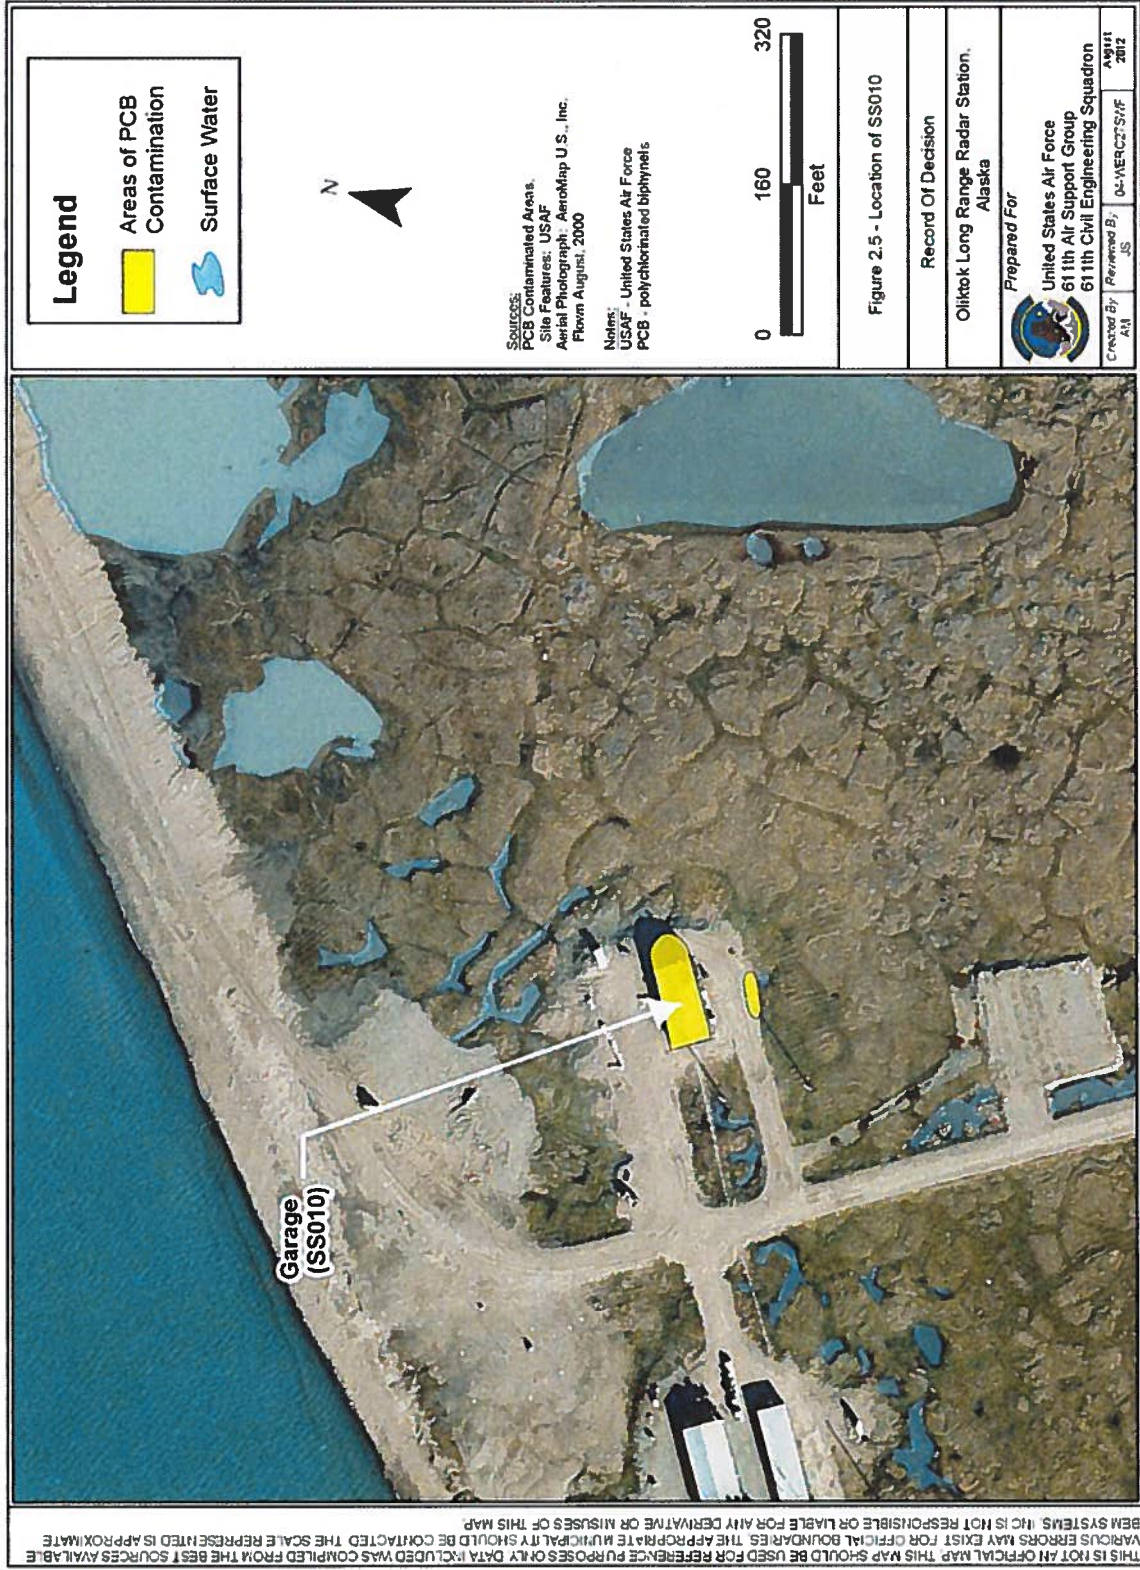 Legend
Areas of PCB
Contamination
Surface Water
N
Sources:
PCB Contaminated Areas,
Site Features: USAF
Aerial Photograph: AeroMap U.S., Inc.
Flown August, 2000
Notes:
USAF - United States Air Force
PCB - polychlorinated biphynels
0 160 320
Feet
Figure 2.5 - Location of SS010
Record Of Decision
Oliktok Long Range Radar Station,
Alaska
Prepared For
United States Air Force
611th Air Support Group
611th Civil Engineering Squadron
Created By
Reviewed By:
JS
August
2012
Garage
(SS010)
THIS IS NOT AN OFFICIAL MAP. THIS MAP SHOULD BE USED FOR REFERENCE PURPOSES ONLY. DATA INCLUDED WAS COMPILED FROM THE BEST SOURCES AVAILABLE
VARIOUS ERRORS MAY EXIST FOR OFFICIAL BOUNDARIES, THE APPROPRIATE MUNICIPALITY SHOULD BE CONTACTED. THE SCALE REPRESENTED IS APPROXIMATE
BEM SYSTEMS, INC IS NOT RESPONSIBLE OR LIABLE FOR ANY DERIVATIVE OR MISUSES OF THIS MAP.